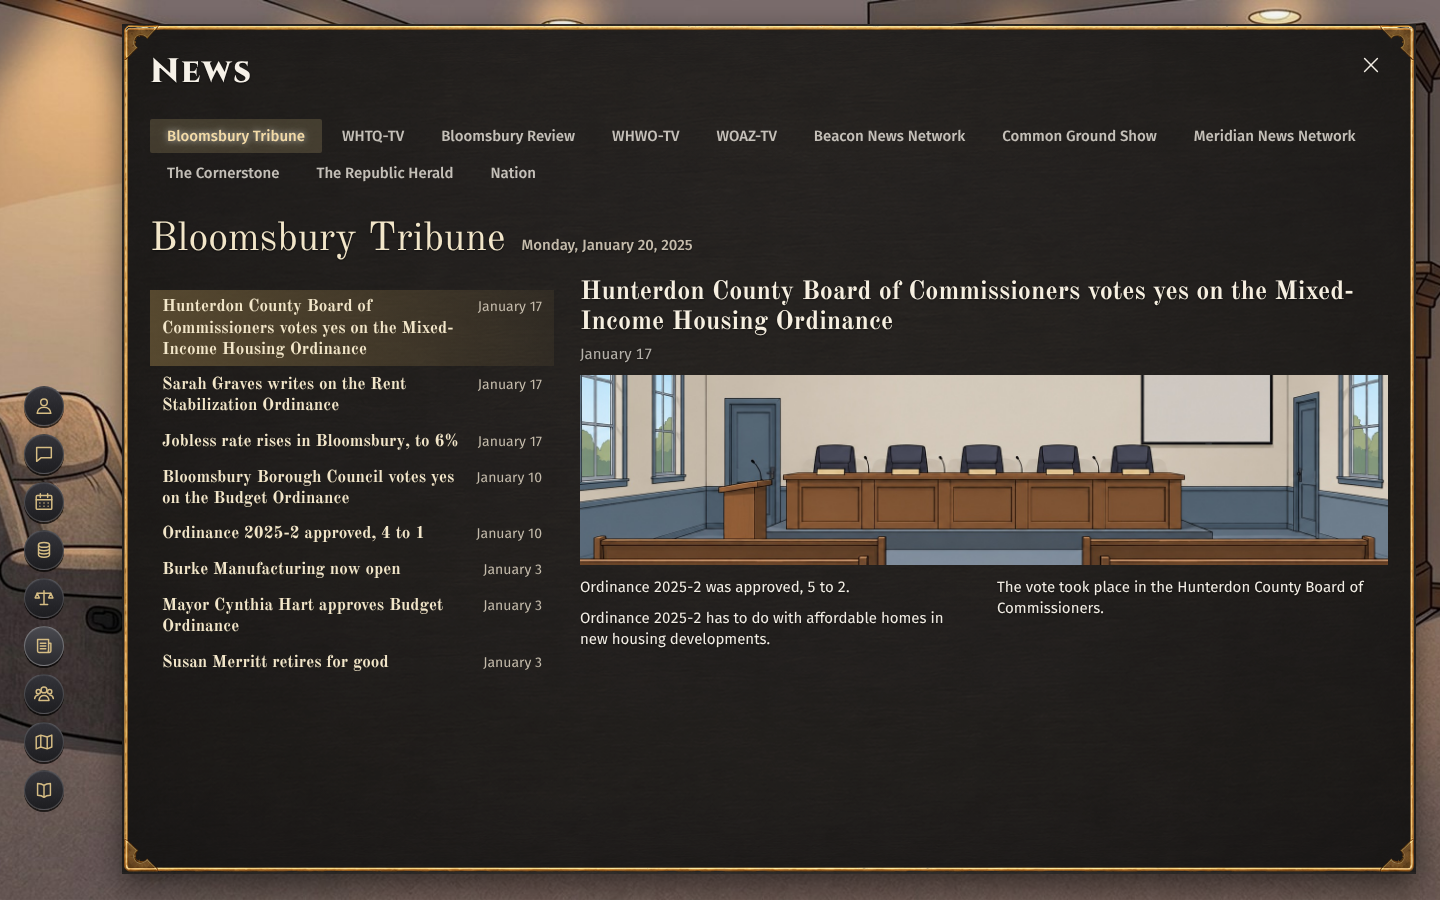 News
Bloomsbury Tribune
WHTQ-TV
Bloomsbury Review
WHWO-TV
WOAZ-TV
Beacon News Network
Common Ground Show
Meridian News Network
The Cornerstone
The Republic Herald
Nation
Bloomsbury Tribune Monday, January 20, 2025
Hunterdon County Board of January 17
Commissioners votes yes on the Mixed-
Income Housing Ordinance
Sarah Graves writes on the Rent January 17
Stabilization Ordinance
Jobless rate rises in Bloomsbury, to 6% January 17
Bloomsbury Borough Council votes yes January 10
on the Budget Ordinance
Ordinance 2025-2 approved, 4 to 1 January 10
Burke Manufacturing now open January 3
Mayor Cynthia Hart approves Budget January 3
Ordinance
Susan Merritt retires for good January 3
Hunterdon County Board of Commissioners votes yes on the Mixed-
Income Housing Ordinance
January 17
Ordinance 2025-2 was approved, 5 to 2.
Ordinance 2025-2 has to do with affordable homes in
new housing developments.
The vote took place in the Hunterdon County Board of
Commissioners.